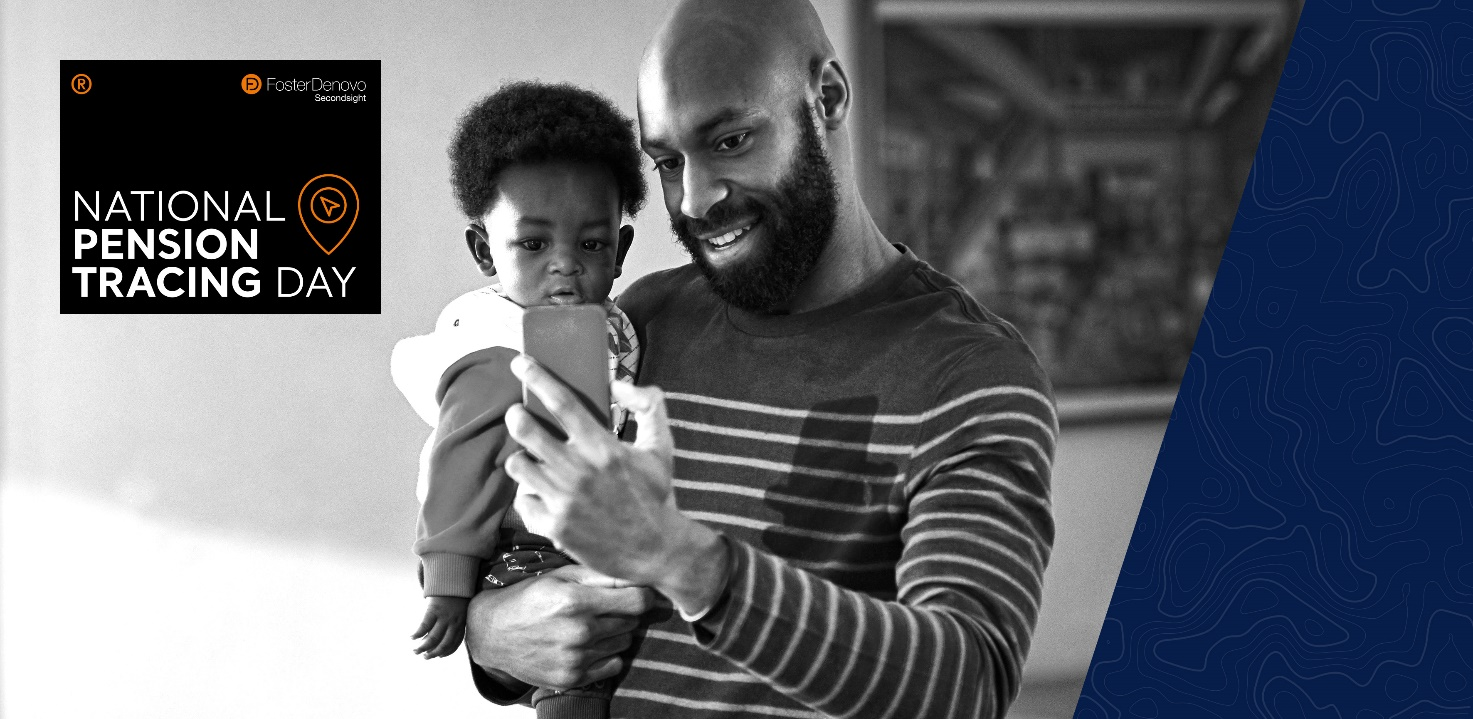 ®
FosterDenovo
Secondsight
NATIONAL
PENSION
TRACING DAY